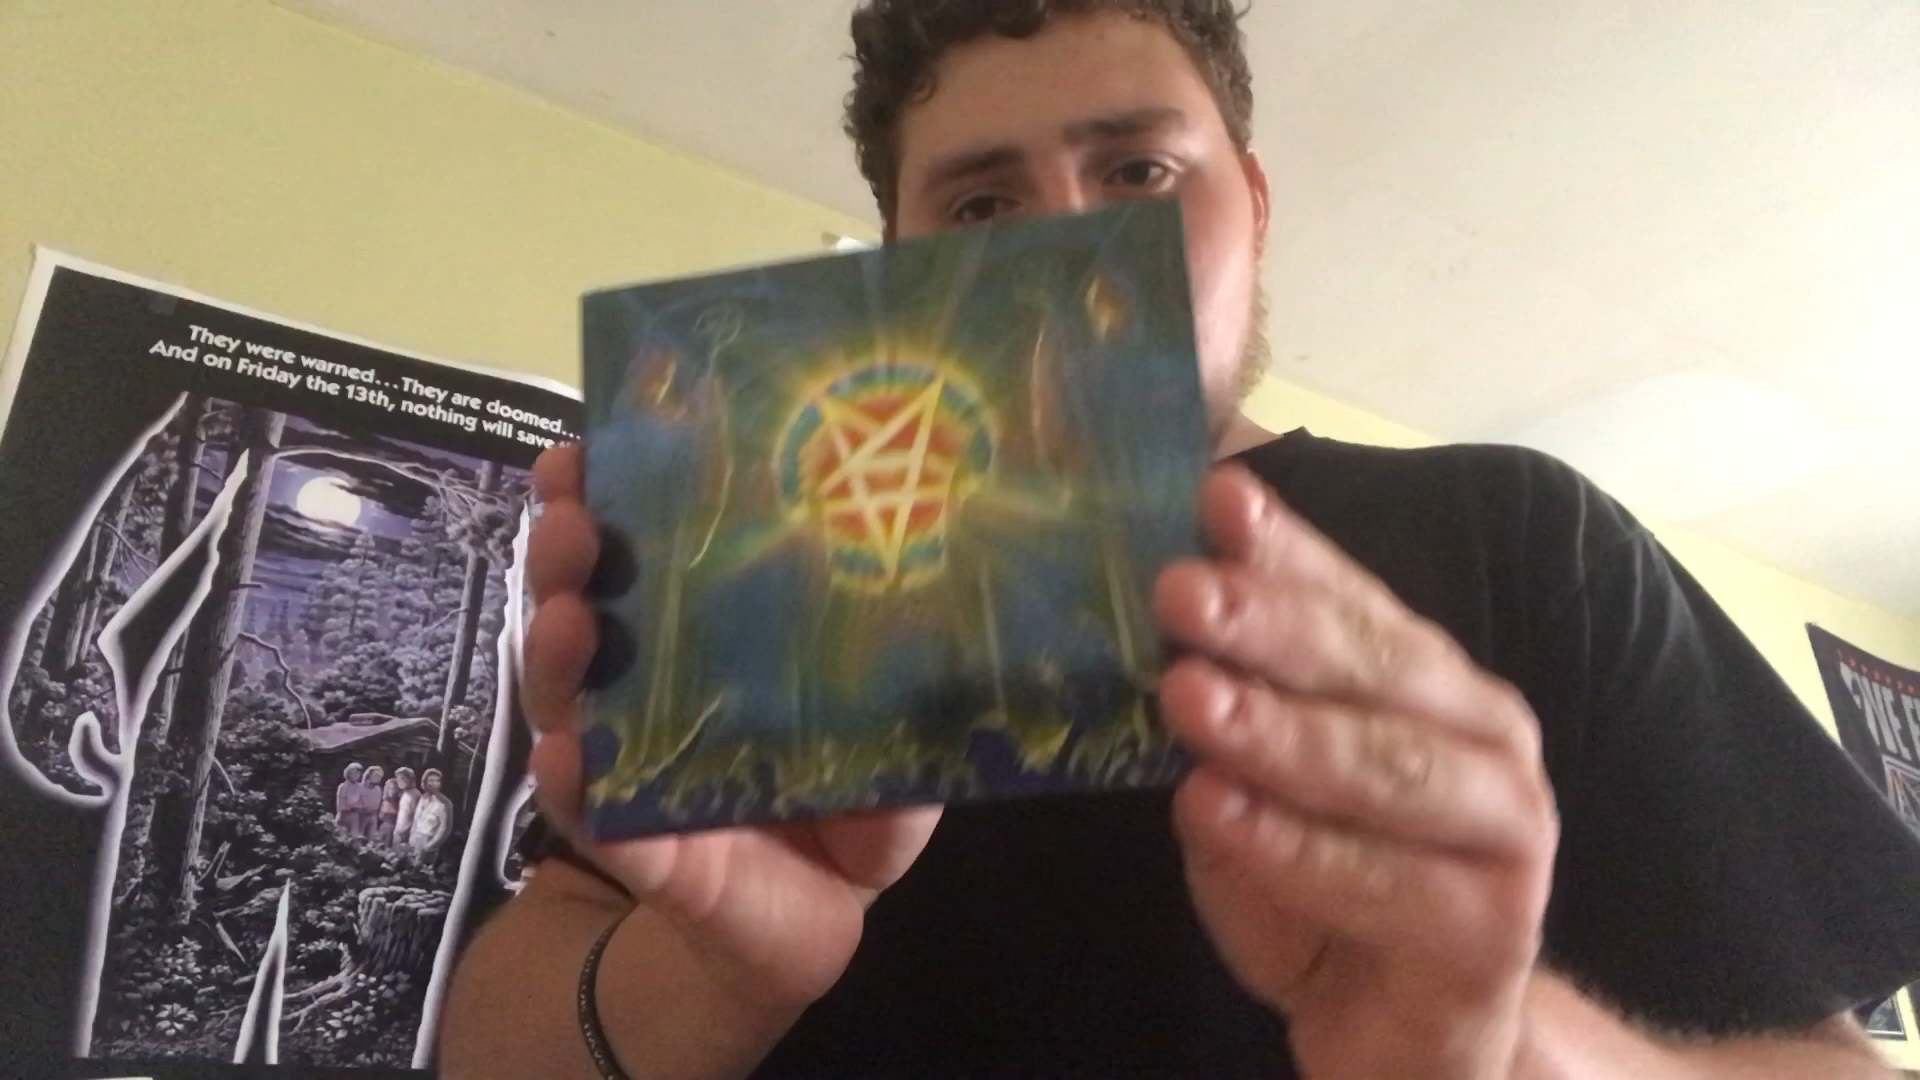 They were warned...They are doomed...
And on Friday the 13th, nothing will save